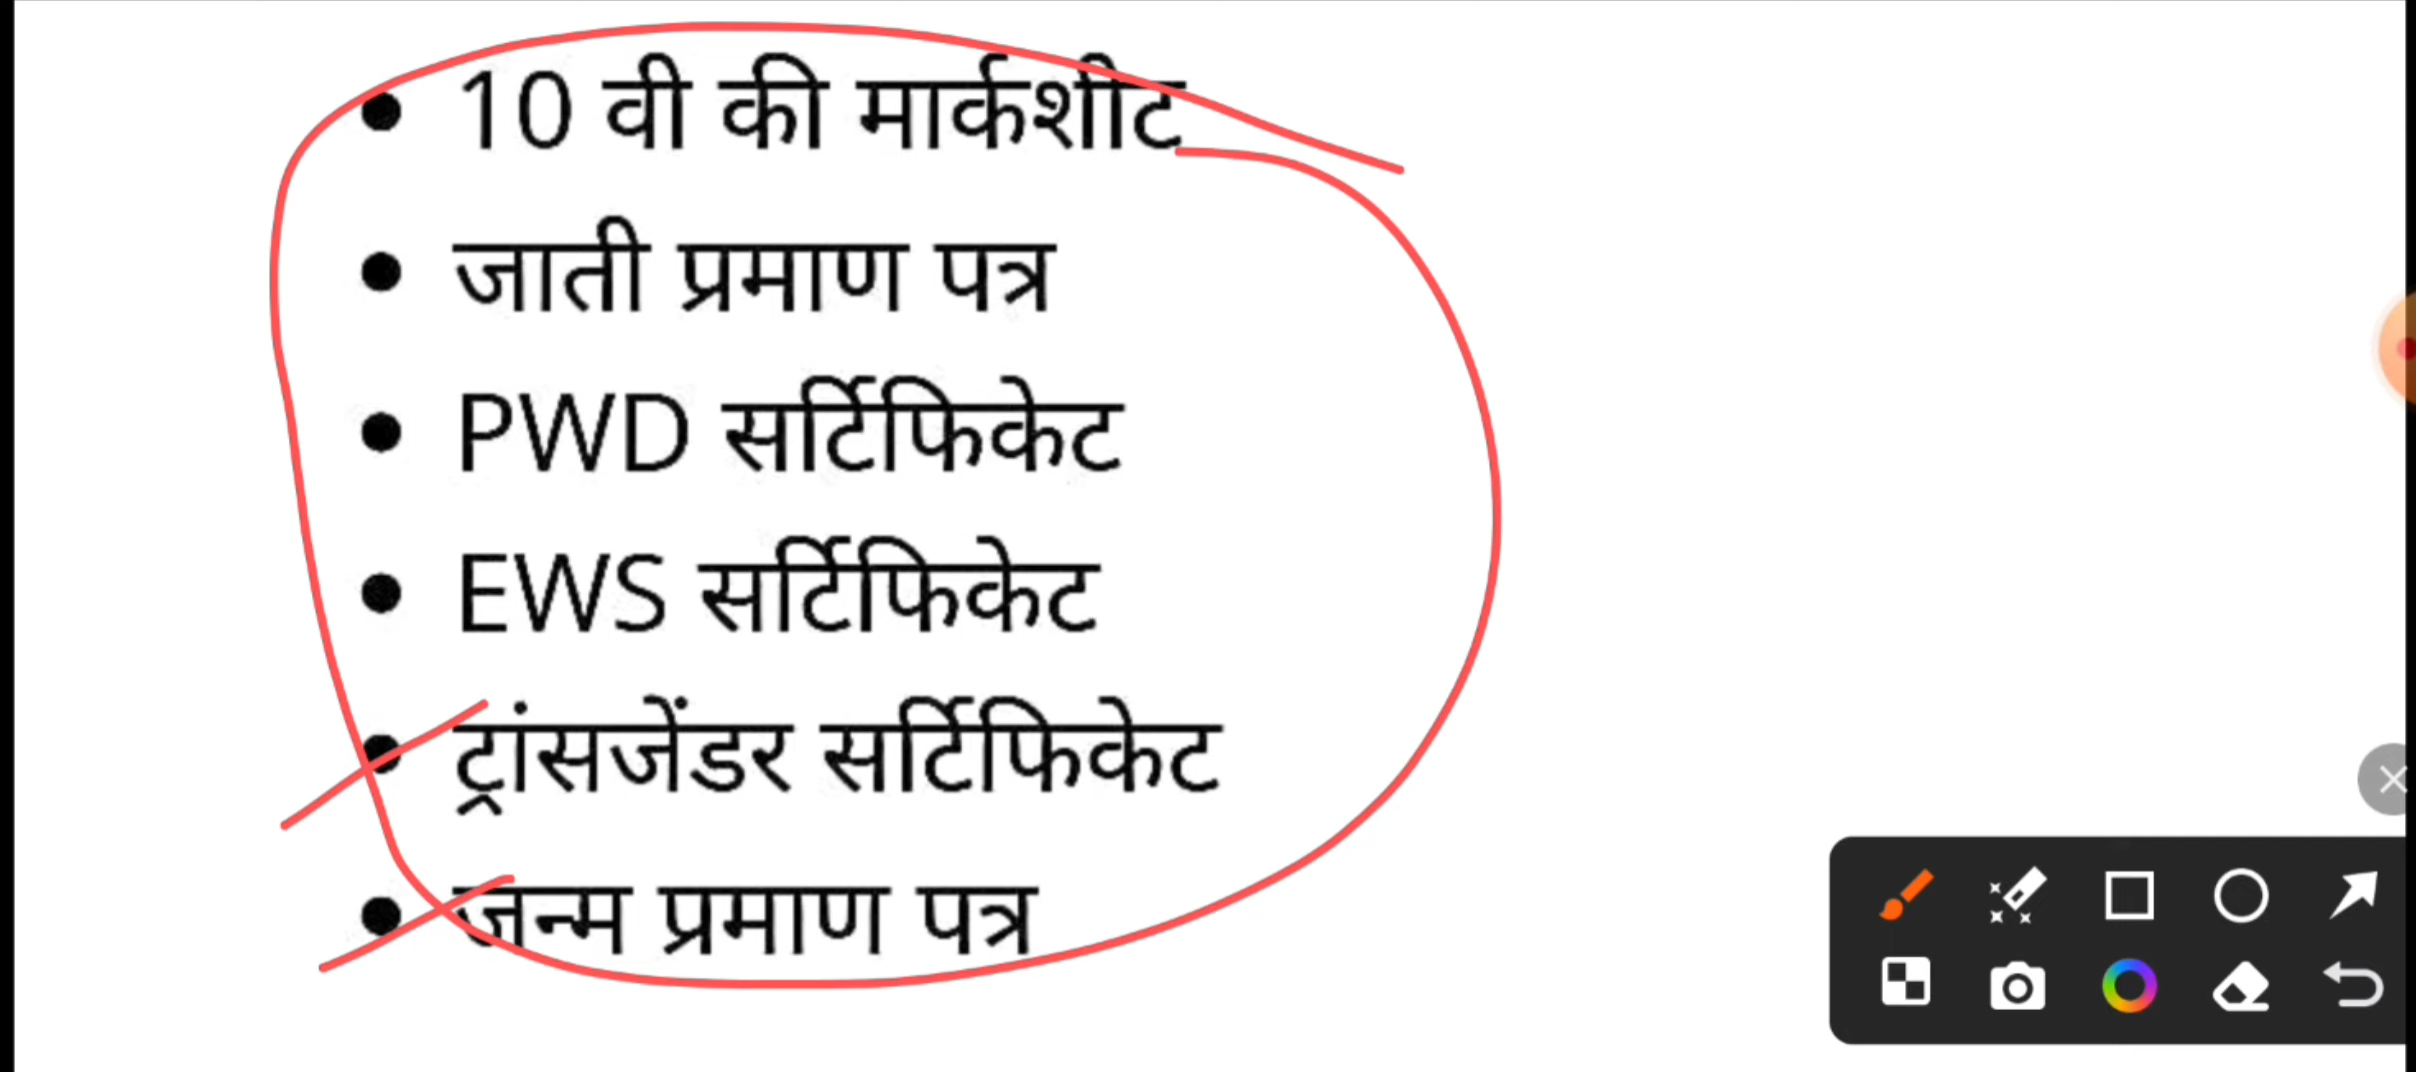 • 10 वी की मार्कशीट
• जाती प्रमाण पत्र
• PWD सर्टिफिकेट
• EWS सर्टिफिकेट
• ट्रांसजेंडर सर्टिफिकेट
• जन्म प्रमाण पत्र